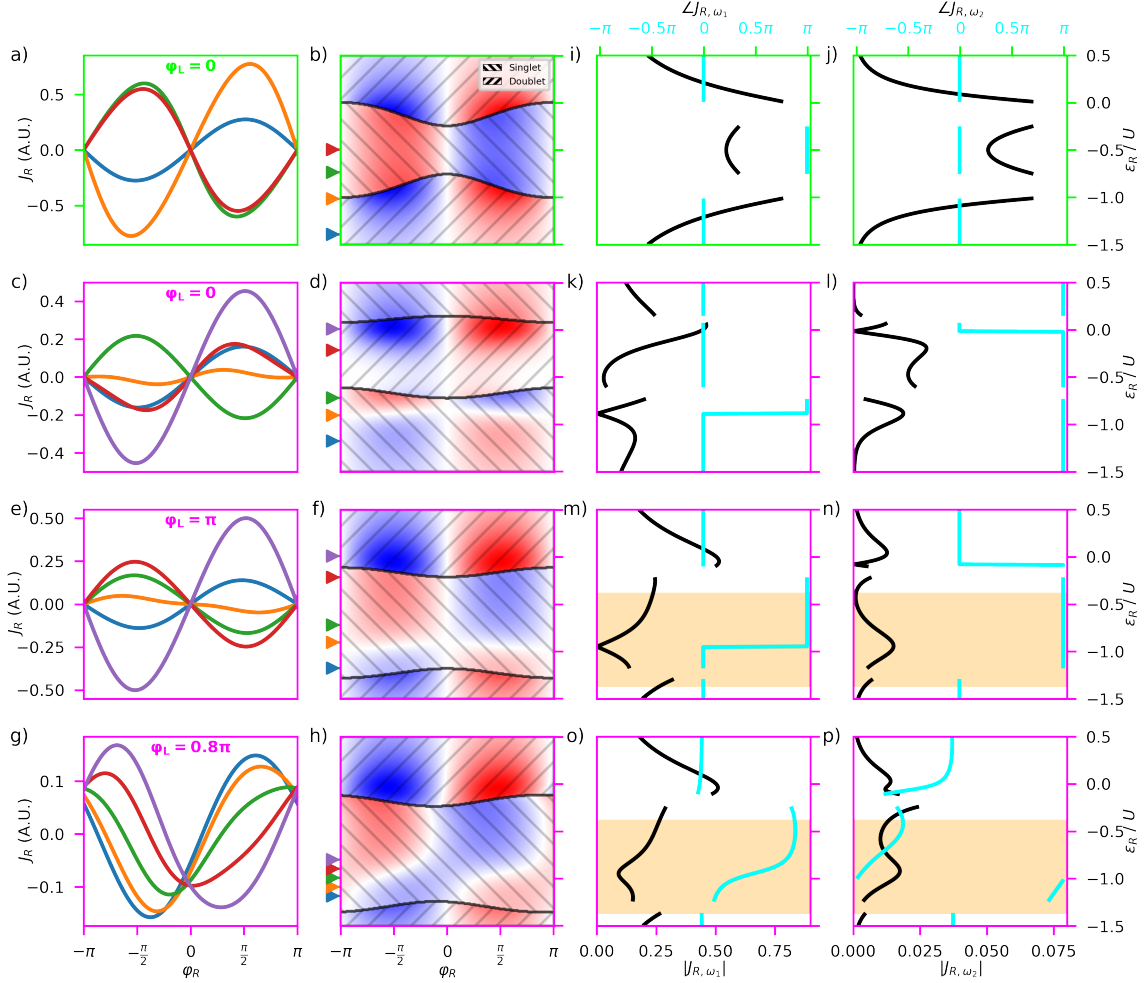 ∠J_{R, ω_1} ∠J_{R, ω_2}
−π −0.5π 0 0.5π π −π −0.5π 0 0.5π π
a) φ_L = 0 b) Singlet Doublet i) j)
0.5 0.0 −0.5
J_R (A.U.)
0.5 0.0 −0.5 −1.0 −1.5
ε_R / U
c) φ_L = 0 d) k) l)
0.4 0.2 0.0 −0.2 −0.4
J_R (A.U.)
0.5 0.0 −0.5 −1.0 −1.5
ε_R / U
e) φ_L = π f) m) n)
0.50 0.25 0.00 −0.25 −0.50
J_R (A.U.)
0.5 0.0 −0.5 −1.0 −1.5
ε_R / U
g) φ_L = 0.8π h) o) p)
0.1 0.0 −0.1
J_R (A.U.)
0.5 0.0 −0.5 −1.0 −1.5
ε_R / U
−π −π/2 0 π/2 π −π −π/2 0 π/2 π 0.00 0.25 0.50 0.75 0.000 0.025 0.050 0.075
φ_R φ_R |J_{R, ω_1}| |J_{R, ω_2}|